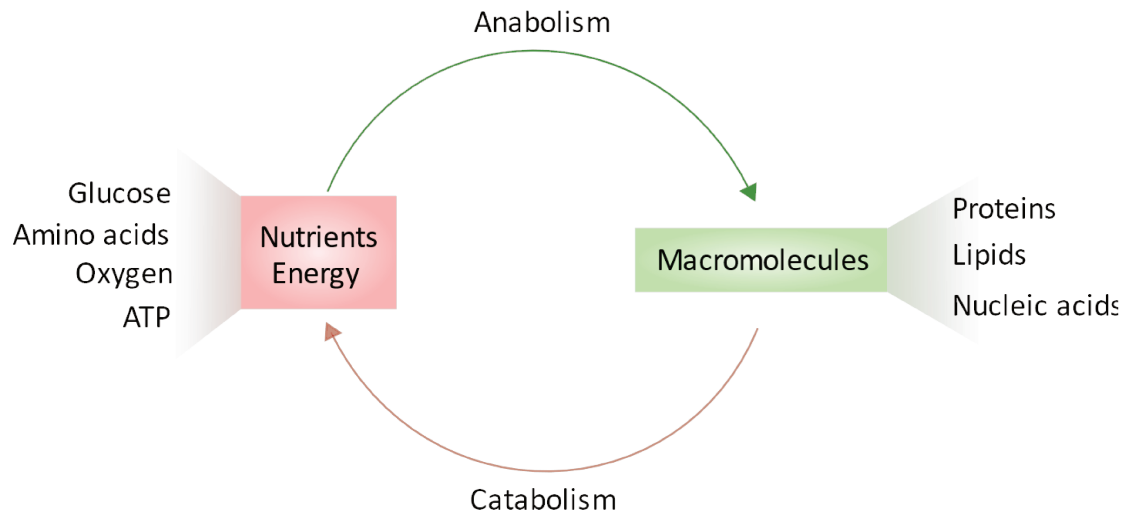 Anabolism
Glucose
Amino acids
Oxygen
ATP
Nutrients
Energy
Macromolecules
Proteins
Lipids
Nucleic acids
Catabolism